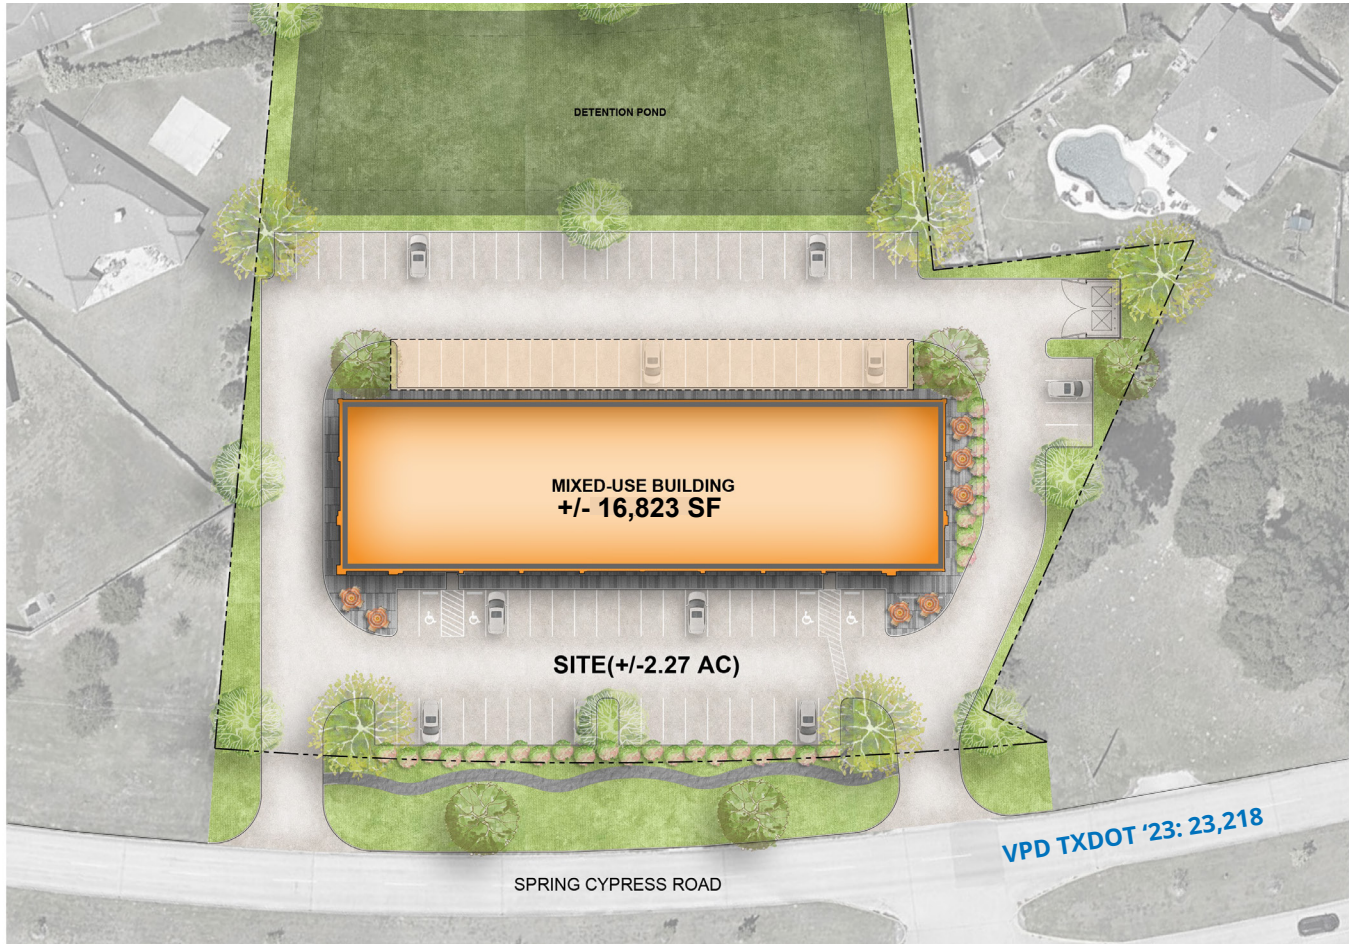 DETENTION POND
MIXED-USE BUILDING
+/- 16,823 SF
SITE(+/-2.27 AC)
VPD TXDOT ‘23: 23,218
SPRING CYPRESS ROAD